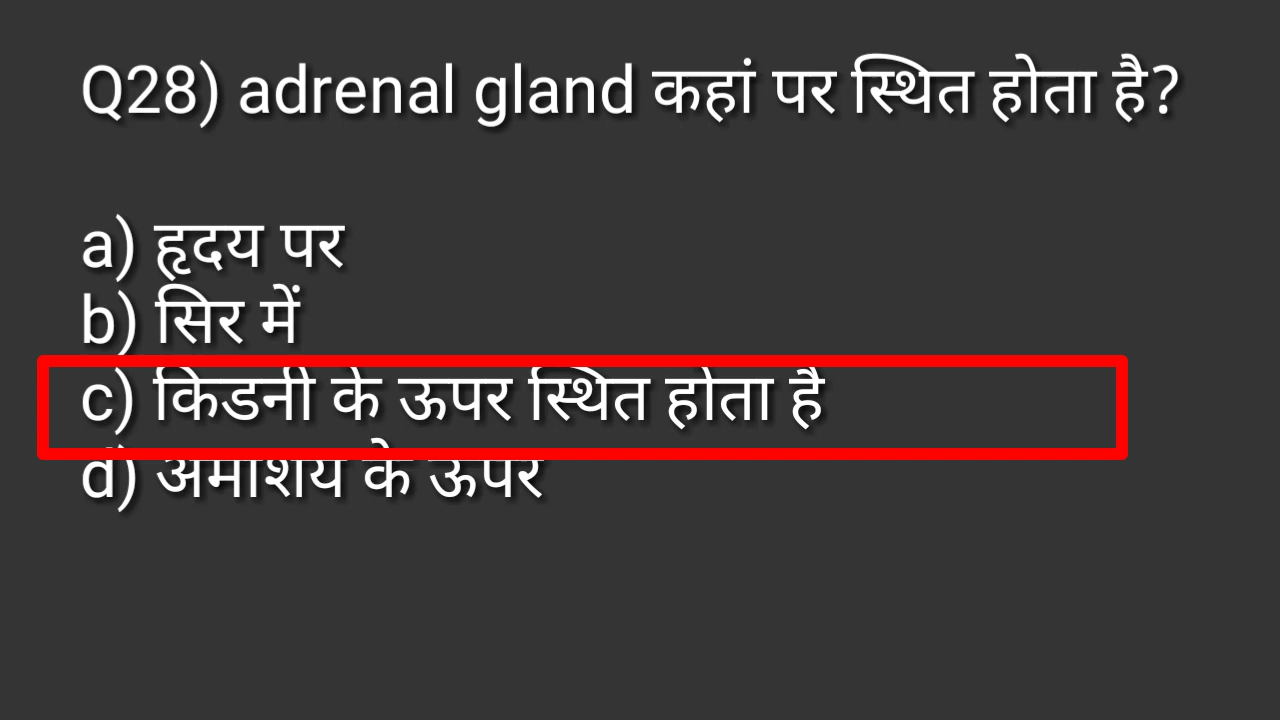 Q28) adrenal gland कहां पर स्थित होता है?
a) हृदय पर
b) सिर में
c) किडनी के ऊपर स्थित होता है
d) अमाशय के ऊपर